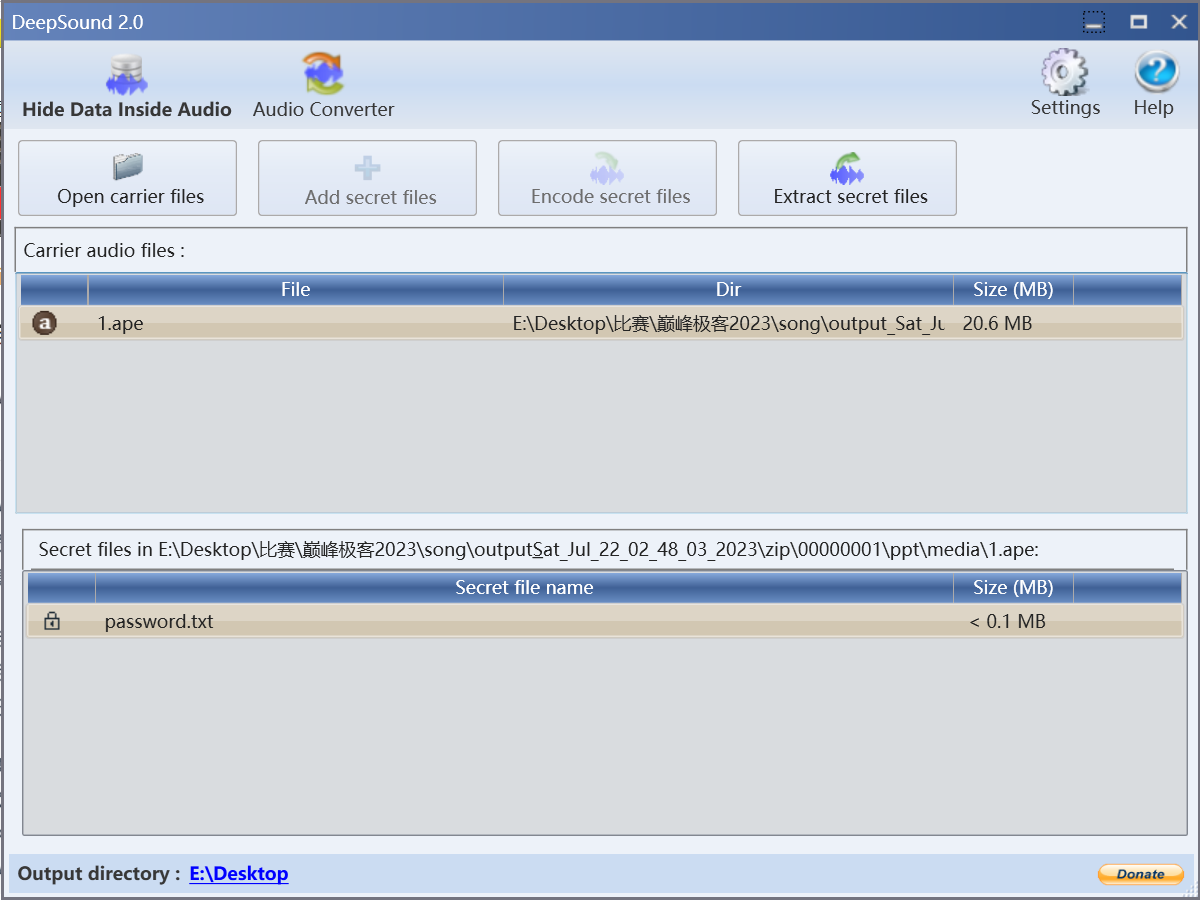 DeepSound 2.0
Hide Data Inside Audio
Audio Converter
Settings
Help
Open carrier files
Add secret files
Encode secret files
Extract secret files
Carrier audio files :
File Dir Size (MB)
a 1.ape E:\Desktop\比赛\巅峰极客2023\song\output_Sat_Ju 20.6 MB
Secret files in E:\Desktop\比赛\巅峰极客2023\song\outputSat_Jul_22_02_48_03_2023\zip\00000001\ppt\media\1.ape:
Secret file name Size (MB)
password.txt < 0.1 MB
Output directory : E:\Desktop
Donate